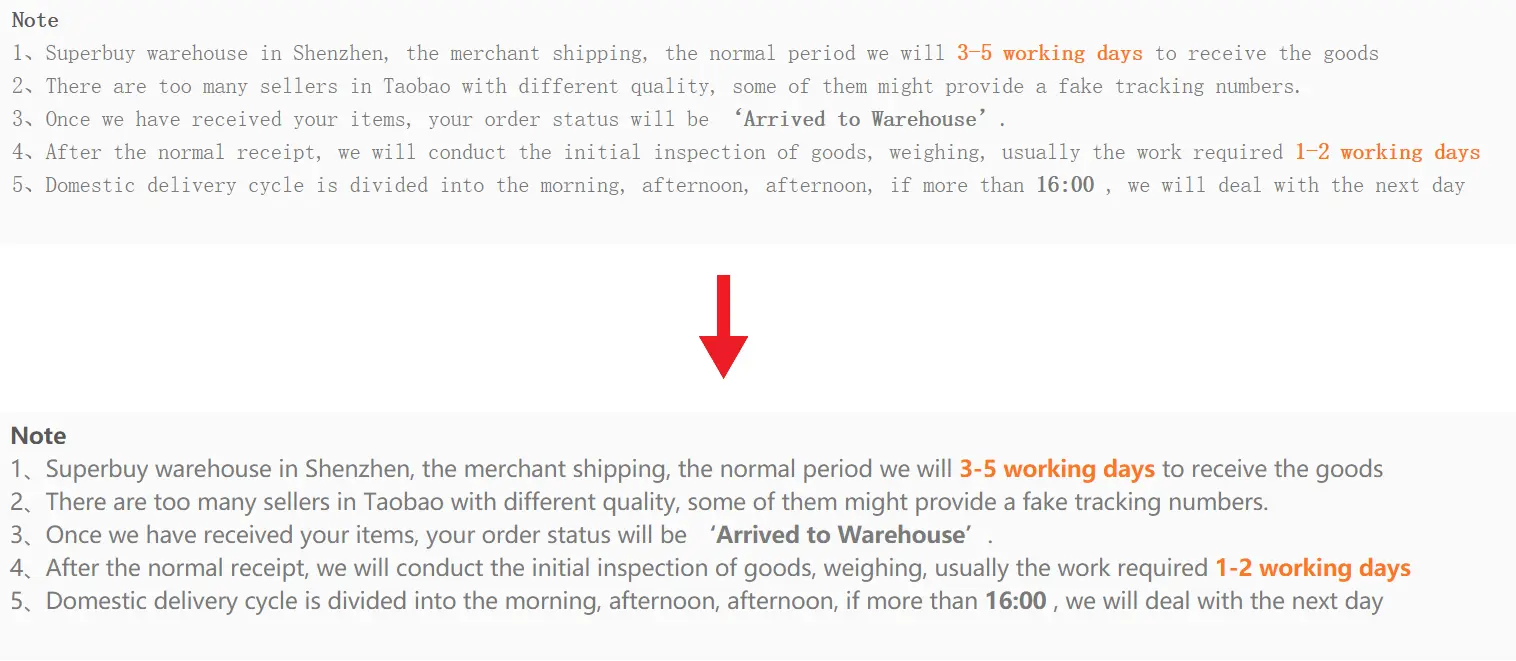 Note
1、Superbuy warehouse in Shenzhen, the merchant shipping, the normal period we will 3-5 working days to receive the goods
2、There are too many sellers in Taobao with different quality, some of them might provide a fake tracking numbers.
3、Once we have received your items, your order status will be ‘Arrived to Warehouse’.
4、After the normal receipt, we will conduct the initial inspection of goods, weighing, usually the work required 1-2 working days
5、Domestic delivery cycle is divided into the morning, afternoon, afternoon, if more than 16:00 , we will deal with the next day
Note
1、Superbuy warehouse in Shenzhen, the merchant shipping, the normal period we will 3-5 working days to receive the goods
2、There are too many sellers in Taobao with different quality, some of them might provide a fake tracking numbers.
3、Once we have received your items, your order status will be ‘Arrived to Warehouse’ .
4、After the normal receipt, we will conduct the initial inspection of goods, weighing, usually the work required 1-2 working days
5、Domestic delivery cycle is divided into the morning, afternoon, afternoon, if more than 16:00 , we will deal with the next day